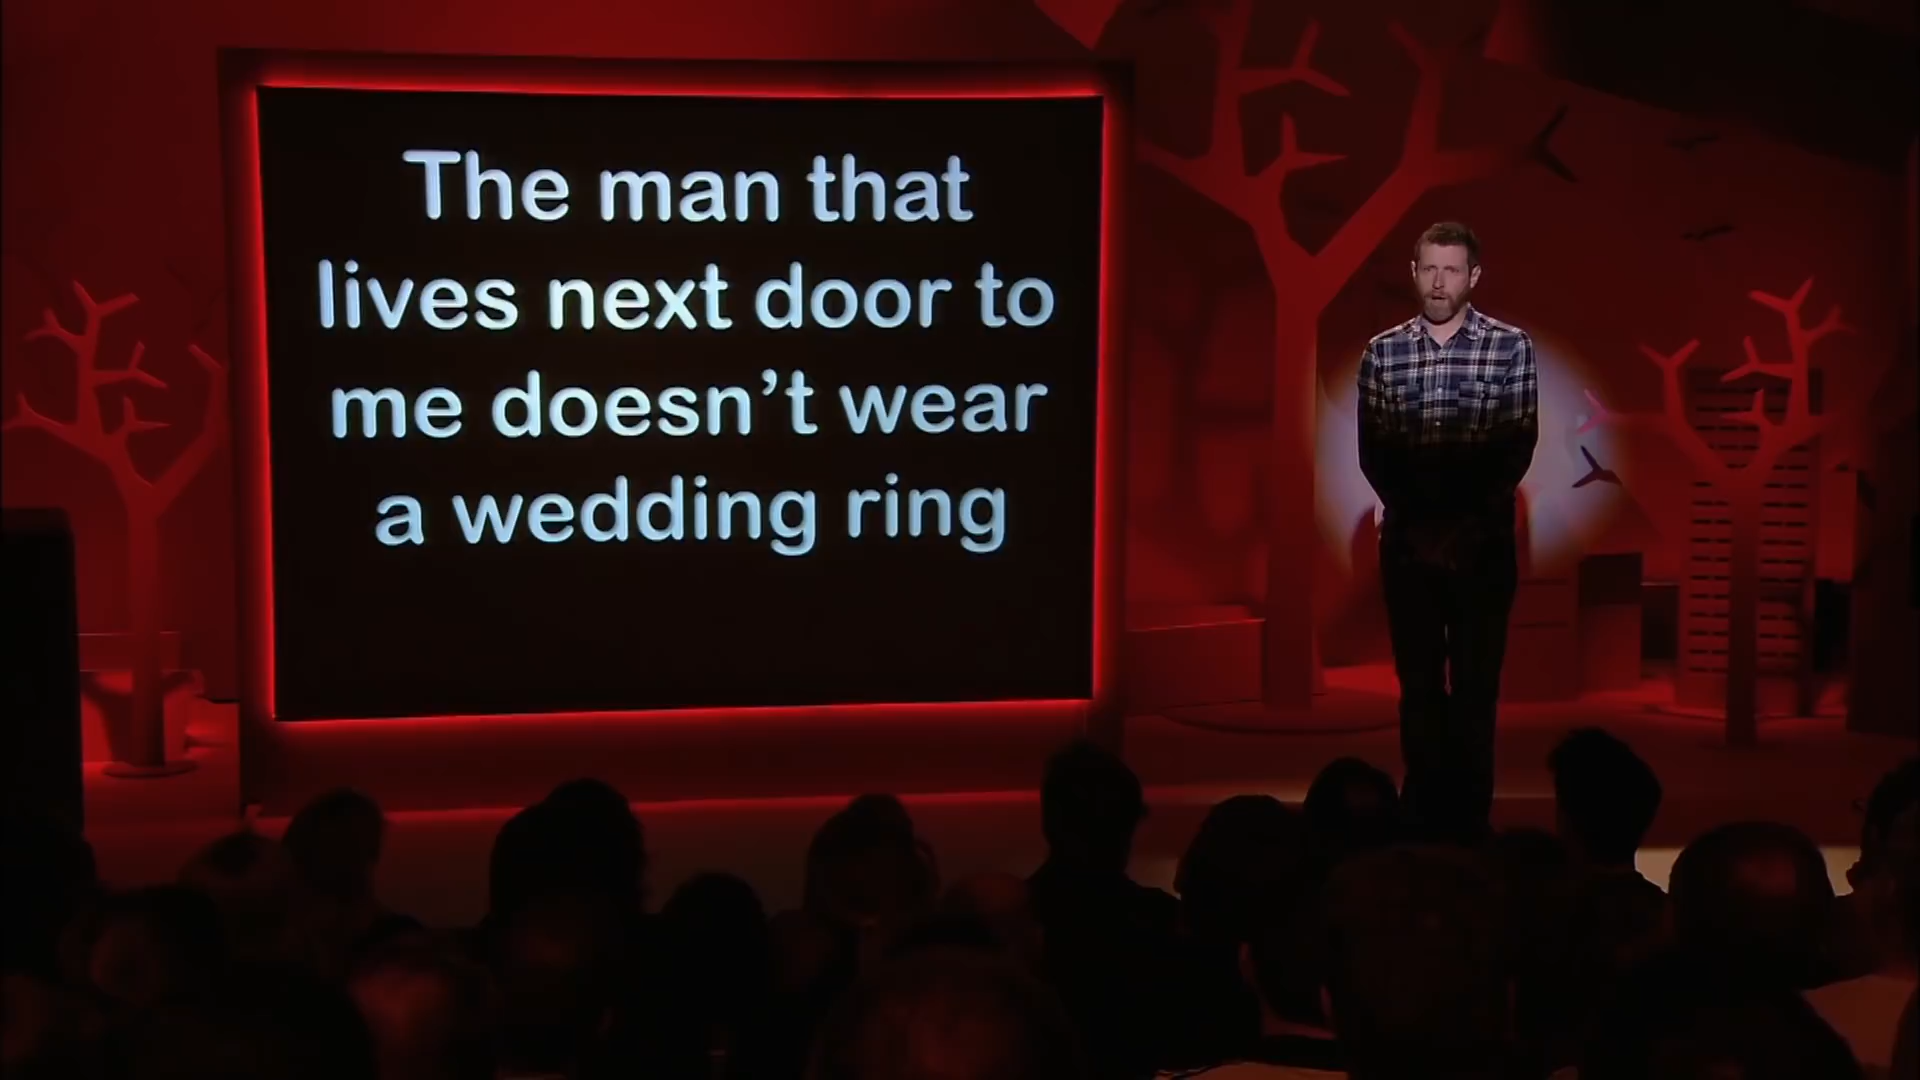 The man that
lives next door to
me doesn’t wear
a wedding ring